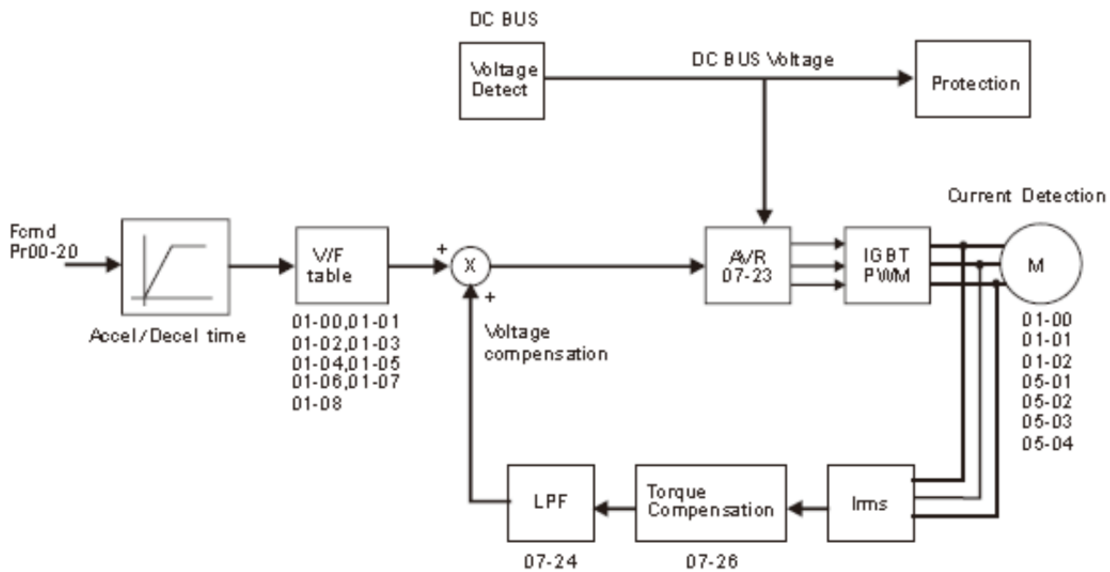 DC BUS
Voltage
Detect
DC BUS Voltage
Protection
Current Detection
Fcmd
Pr00-20
Accel/Decel time
V/F
table
01-00,01-01
01-02,01-03
01-04,01-05
01-06,01-07
01-08
+
X
+
Voltage
compensation
AVR
07-23
IGBT
PWM
M
01-00
01-01
01-02
05-01
05-02
05-03
05-04
LPF
07-24
Torque
Compensation
07-26
Irms